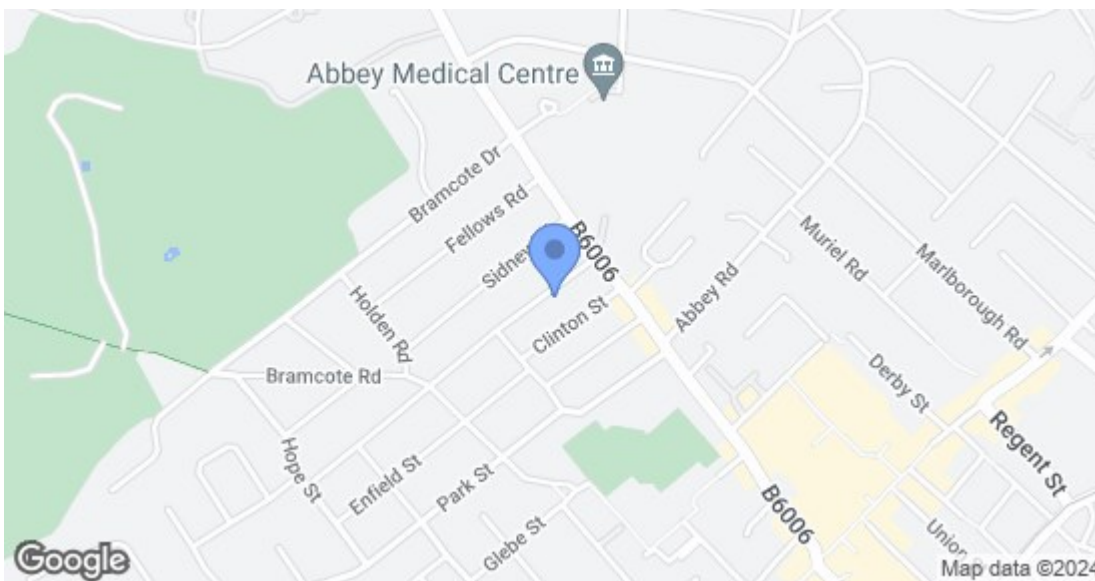 Abbey Medical Centre
Bramcote Dr
Fellows Rd
Sidney
B6006
Muriel Rd
Marlborough Rd
Holden Rd
Abbey Rd
Clinton St
Bramcote Rd
Derby St
Regent St
Hope St
Enfield St
Park St
B6006
Glebe St
Union
Google
Map data ©2024